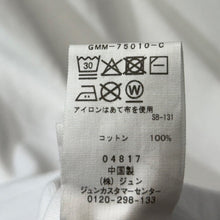 GMM-75010-C
30
W
アイロンはあて布を使用
SB-131
コットン 100%
04817
中国製
(株)ジュン
ジュンカスタマーセンター
0120-298-133